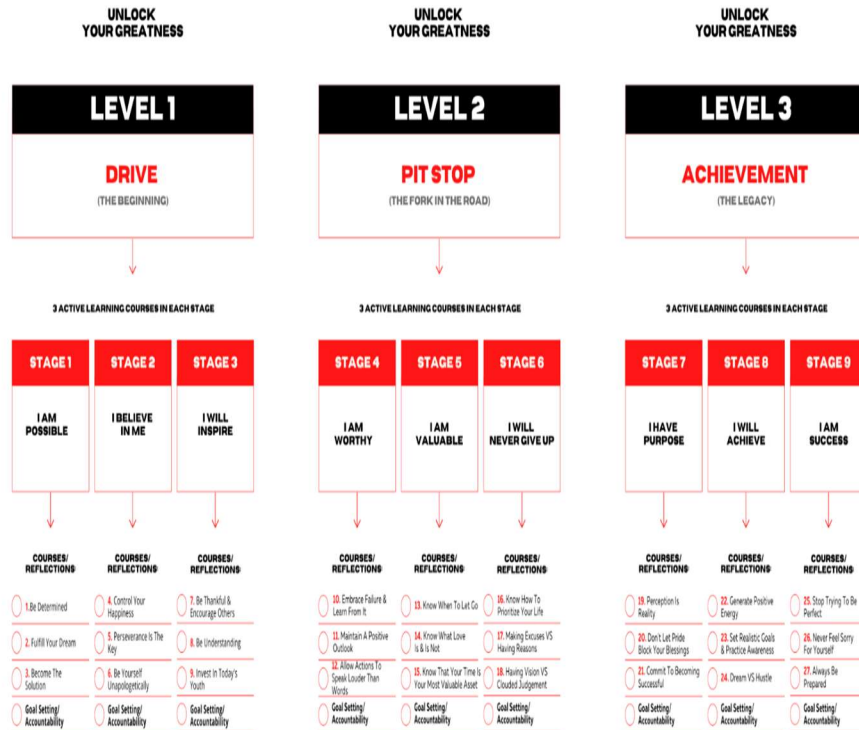 UNLOCK
YOUR GREATNESS
LEVEL 1
DRIVE
(THE BEGINNING)
3 ACTIVE LEARNING COURSES IN EACH STAGE
STAGE 1
I AM
POSSIBLE
COURSES/
REFLECTIONS
1.Be Determined
2. Fulfill Your Dream
3. Become The
Solution
Goal Setting/
Accountability
STAGE 2
I BELIEVE
IN ME
COURSES/
REFLECTIONS
4. Control Your
Happiness
5. Perseverance Is The
Key
6. Be Yourself
Unapologetically
Goal Setting/
Accountability
STAGE 3
I WILL
INSPIRE
COURSES/
REFLECTIONS
7. Be Thankful &
Encourage Others
8. Be Understanding
9. Invest In Today's
Youth
Goal Setting/
Accountability
UNLOCK
YOUR GREATNESS
LEVEL 2
PIT STOP
(THE FORK IN THE ROAD)
3 ACTIVE LEARNING COURSES IN EACH STAGE
STAGE 4
I AM
WORTHY
COURSES/
REFLECTIONS
10. Embrace Failure &
Learn From It
11. Maintain A Positive
Outlook
12. Allow Actions To
Speak Louder Than
Words
Goal Setting/
Accountability
STAGE 5
I AM
VALUABLE
COURSES/
REFLECTIONS
13. Know When To Let Go
14. Know What Love
Is & Is Not
15. Know That Your Time Is
Your Most Valuable Asset
Goal Setting/
Accountability
STAGE 6
I WILL
NEVER GIVE UP
COURSES/
REFLECTIONS
16. Know How To
Prioritize Your Life
17. Making Excuses VS
Having Reasons
18. Having Vision VS
Clouded Judgement
Goal Setting/
Accountability
UNLOCK
YOUR GREATNESS
LEVEL 3
ACHIEVEMENT
(THE LEGACY)
3 ACTIVE LEARNING COURSES IN EACH STAGE
STAGE 7
I HAVE
PURPOSE
COURSES/
REFLECTIONS
19. Perception Is
Reality
20. Don't Let Pride
Block Your Blessings
21. Commit To Becoming
Successful
Goal Setting/
Accountability
STAGE 8
I WILL
ACHIEVE
COURSES/
REFLECTIONS
22. Generate Positive
Energy
23. Set Realistic Goals
& Practice Awareness
24. Dream VS Hustle
Goal Setting/
Accountability
STAGE 9
I AM
SUCCESS
COURSES/
REFLECTIONS
25. Stop Trying To Be
Perfect
26. Never Feel Sorry
For Yourself
27. Always Be
Prepared
Goal Setting/
Accountability